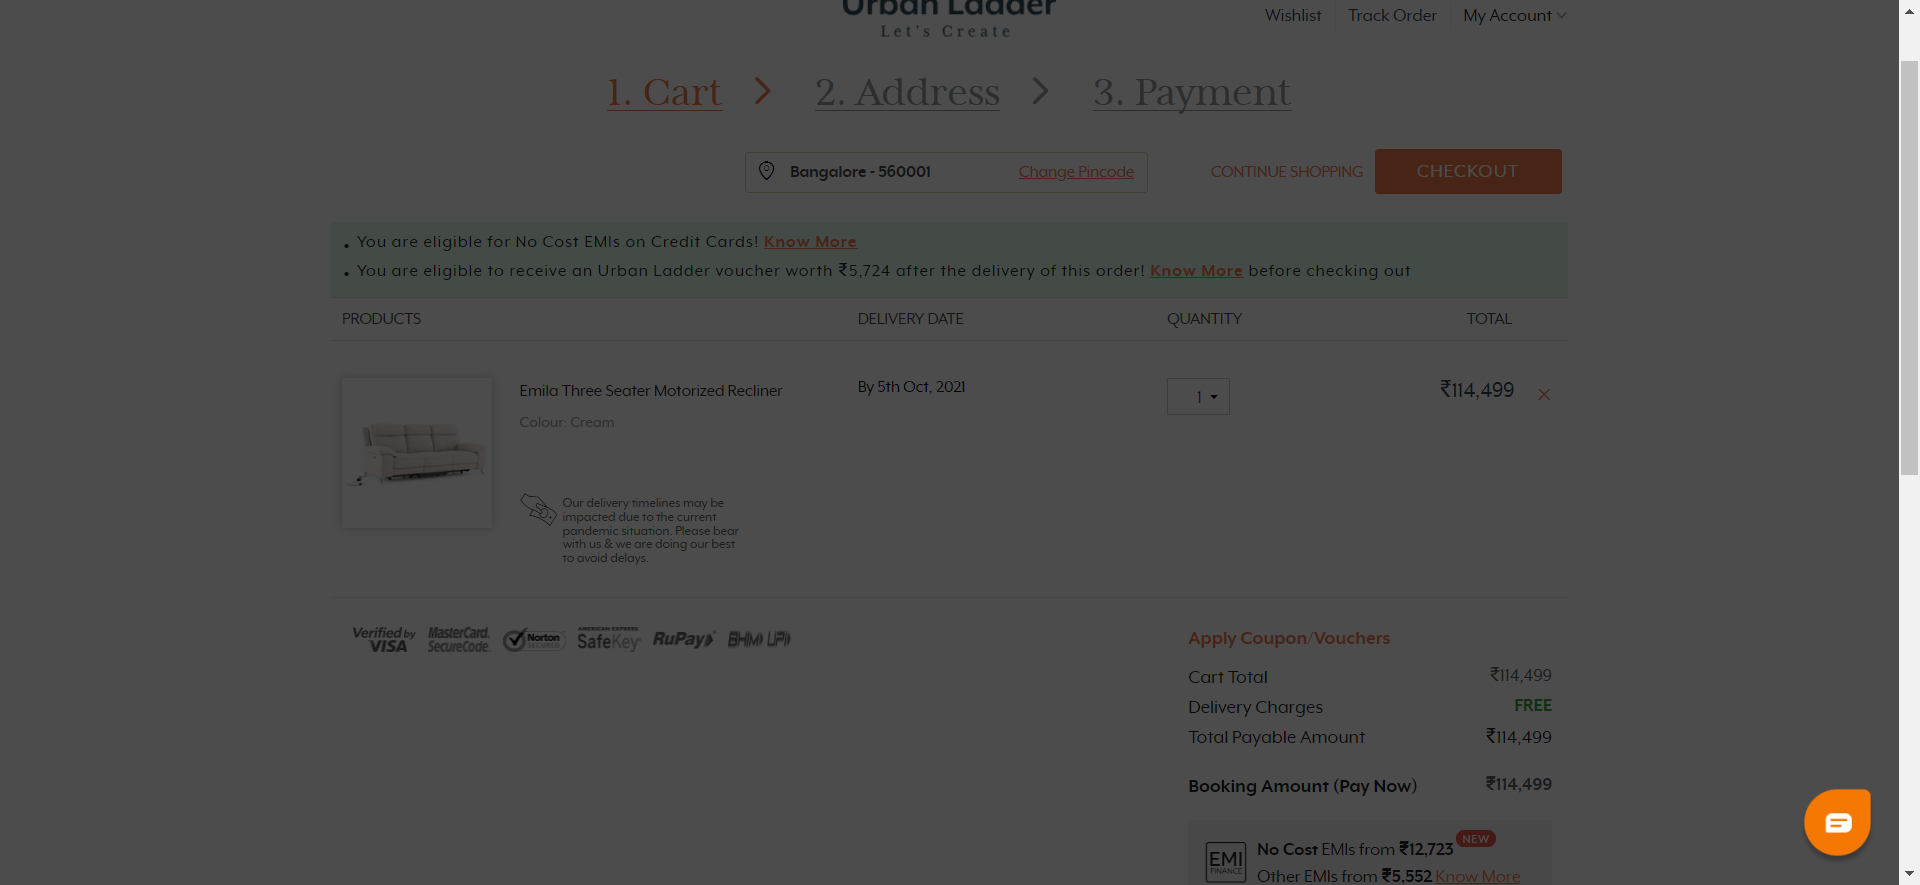 Urban Ladder
Let's Create
Wishlist Track Order My Account
1. Cart 2. Address 3. Payment
Bangalore - 560001 Change Pincode CONTINUE SHOPPING CHECKOUT
• You are eligible for No Cost EMIs on Credit Cards! Know More
• You are eligible to receive an Urban Ladder voucher worth ₹5,724 after the delivery of this order! Know More before checking out
PRODUCTS DELIVERY DATE QUANTITY TOTAL
Emila Three Seater Motorized Recliner By 5th Oct, 2021 1 ₹114,499
Colour: Cream
Our delivery timelines may be
impacted due to the current
pandemic situation. Please bear
with us & we are doing our best
to avoid delays.
Verified by
VISA
MasterCard.
SecureCode.
Norton
SECURED
AMERICAN EXPRESS
SafeKey
RuPay
BHIM UPI
Apply Coupon/Vouchers
Cart Total ₹114,499
Delivery Charges FREE
Total Payable Amount ₹114,499
Booking Amount (Pay Now) ₹114,499
EMI
FINANCE
No Cost EMIs from ₹12,723 NEW
Other EMIs from ₹5,552 Know More